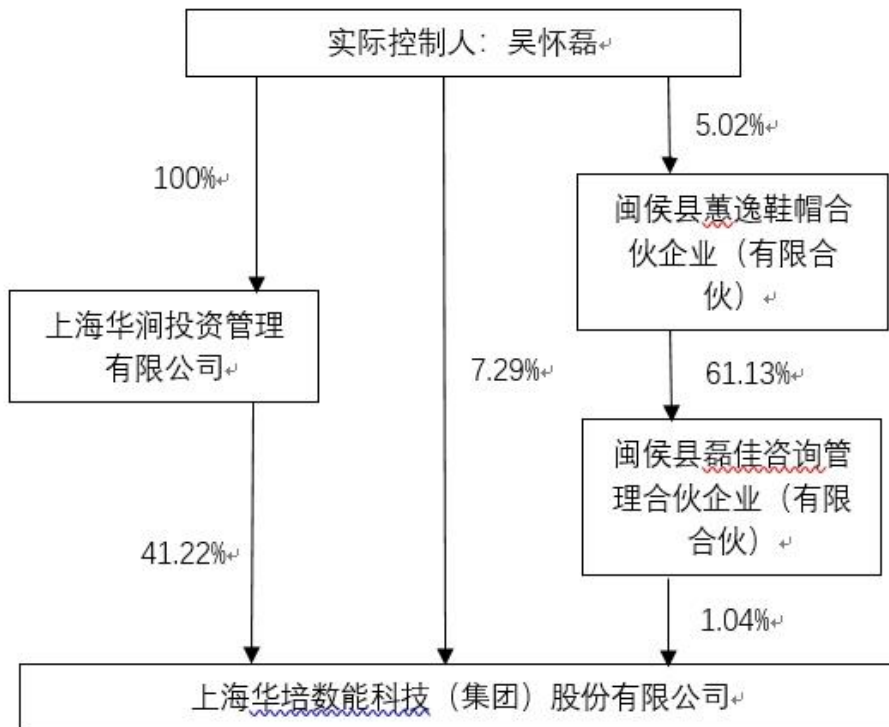 实际控制人：吴怀磊
5.02%
100%
闽侯县蕙逸鞋帽合
伙企业（有限合
伙）
上海华涧投资管理
有限公司
7.29%
61.13%
闽侯县磊佳咨询管
理合伙企业（有限
合伙）
41.22%
1.04%
上海华培数能科技（集团）股份有限公司